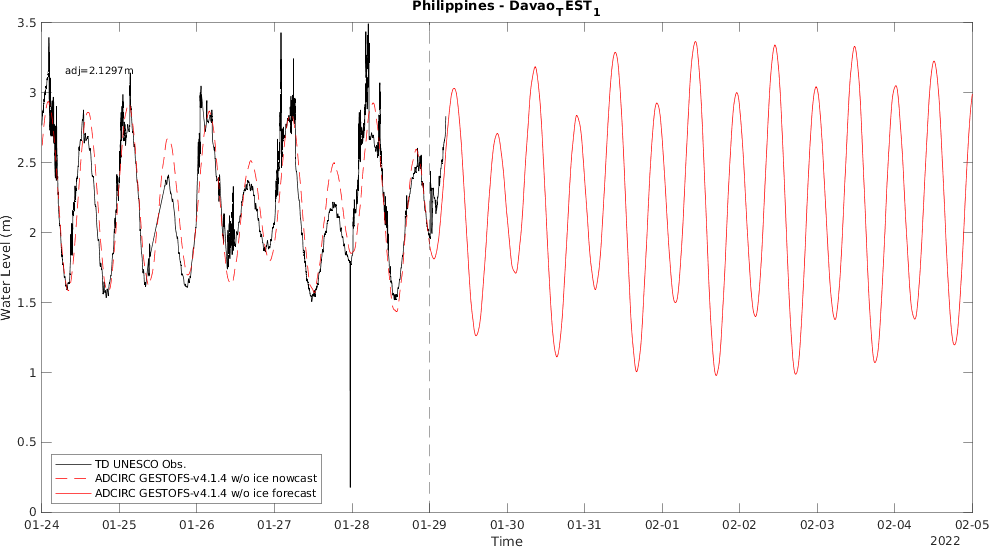 Philippines - Davao_TEST_1
3.5
adj=2.1297m
3
2.5
2
1.5
1
0.5
0
Water Level (m)
TD UNESCO Obs.
ADCIRC GESTOFS-v4.1.4 w/o ice nowcast
ADCIRC GESTOFS-v4.1.4 w/o ice forecast
01-24 01-25 01-26 01-27 01-28 01-29 01-30 01-31 02-01 02-02 02-03 02-04 02-05
Time
2022